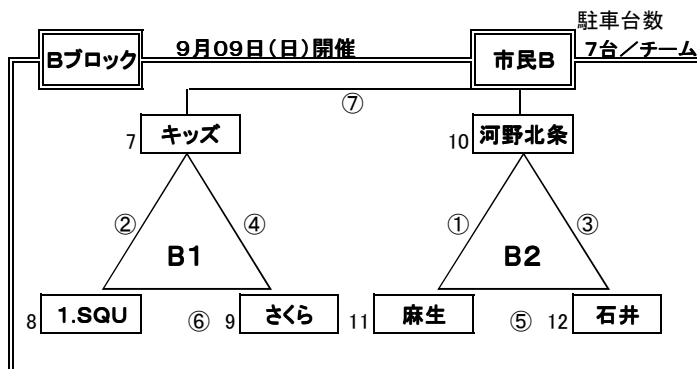 駐車台数
Bブロック 9月09日(日)開催 市民B 7台/チーム
⑦
7 キッズ 10 河野北条
② ④ ① ③
B1 B2
8 1.SQU ⑥ 9 さくら 11 麻生 ⑤ 12 石井